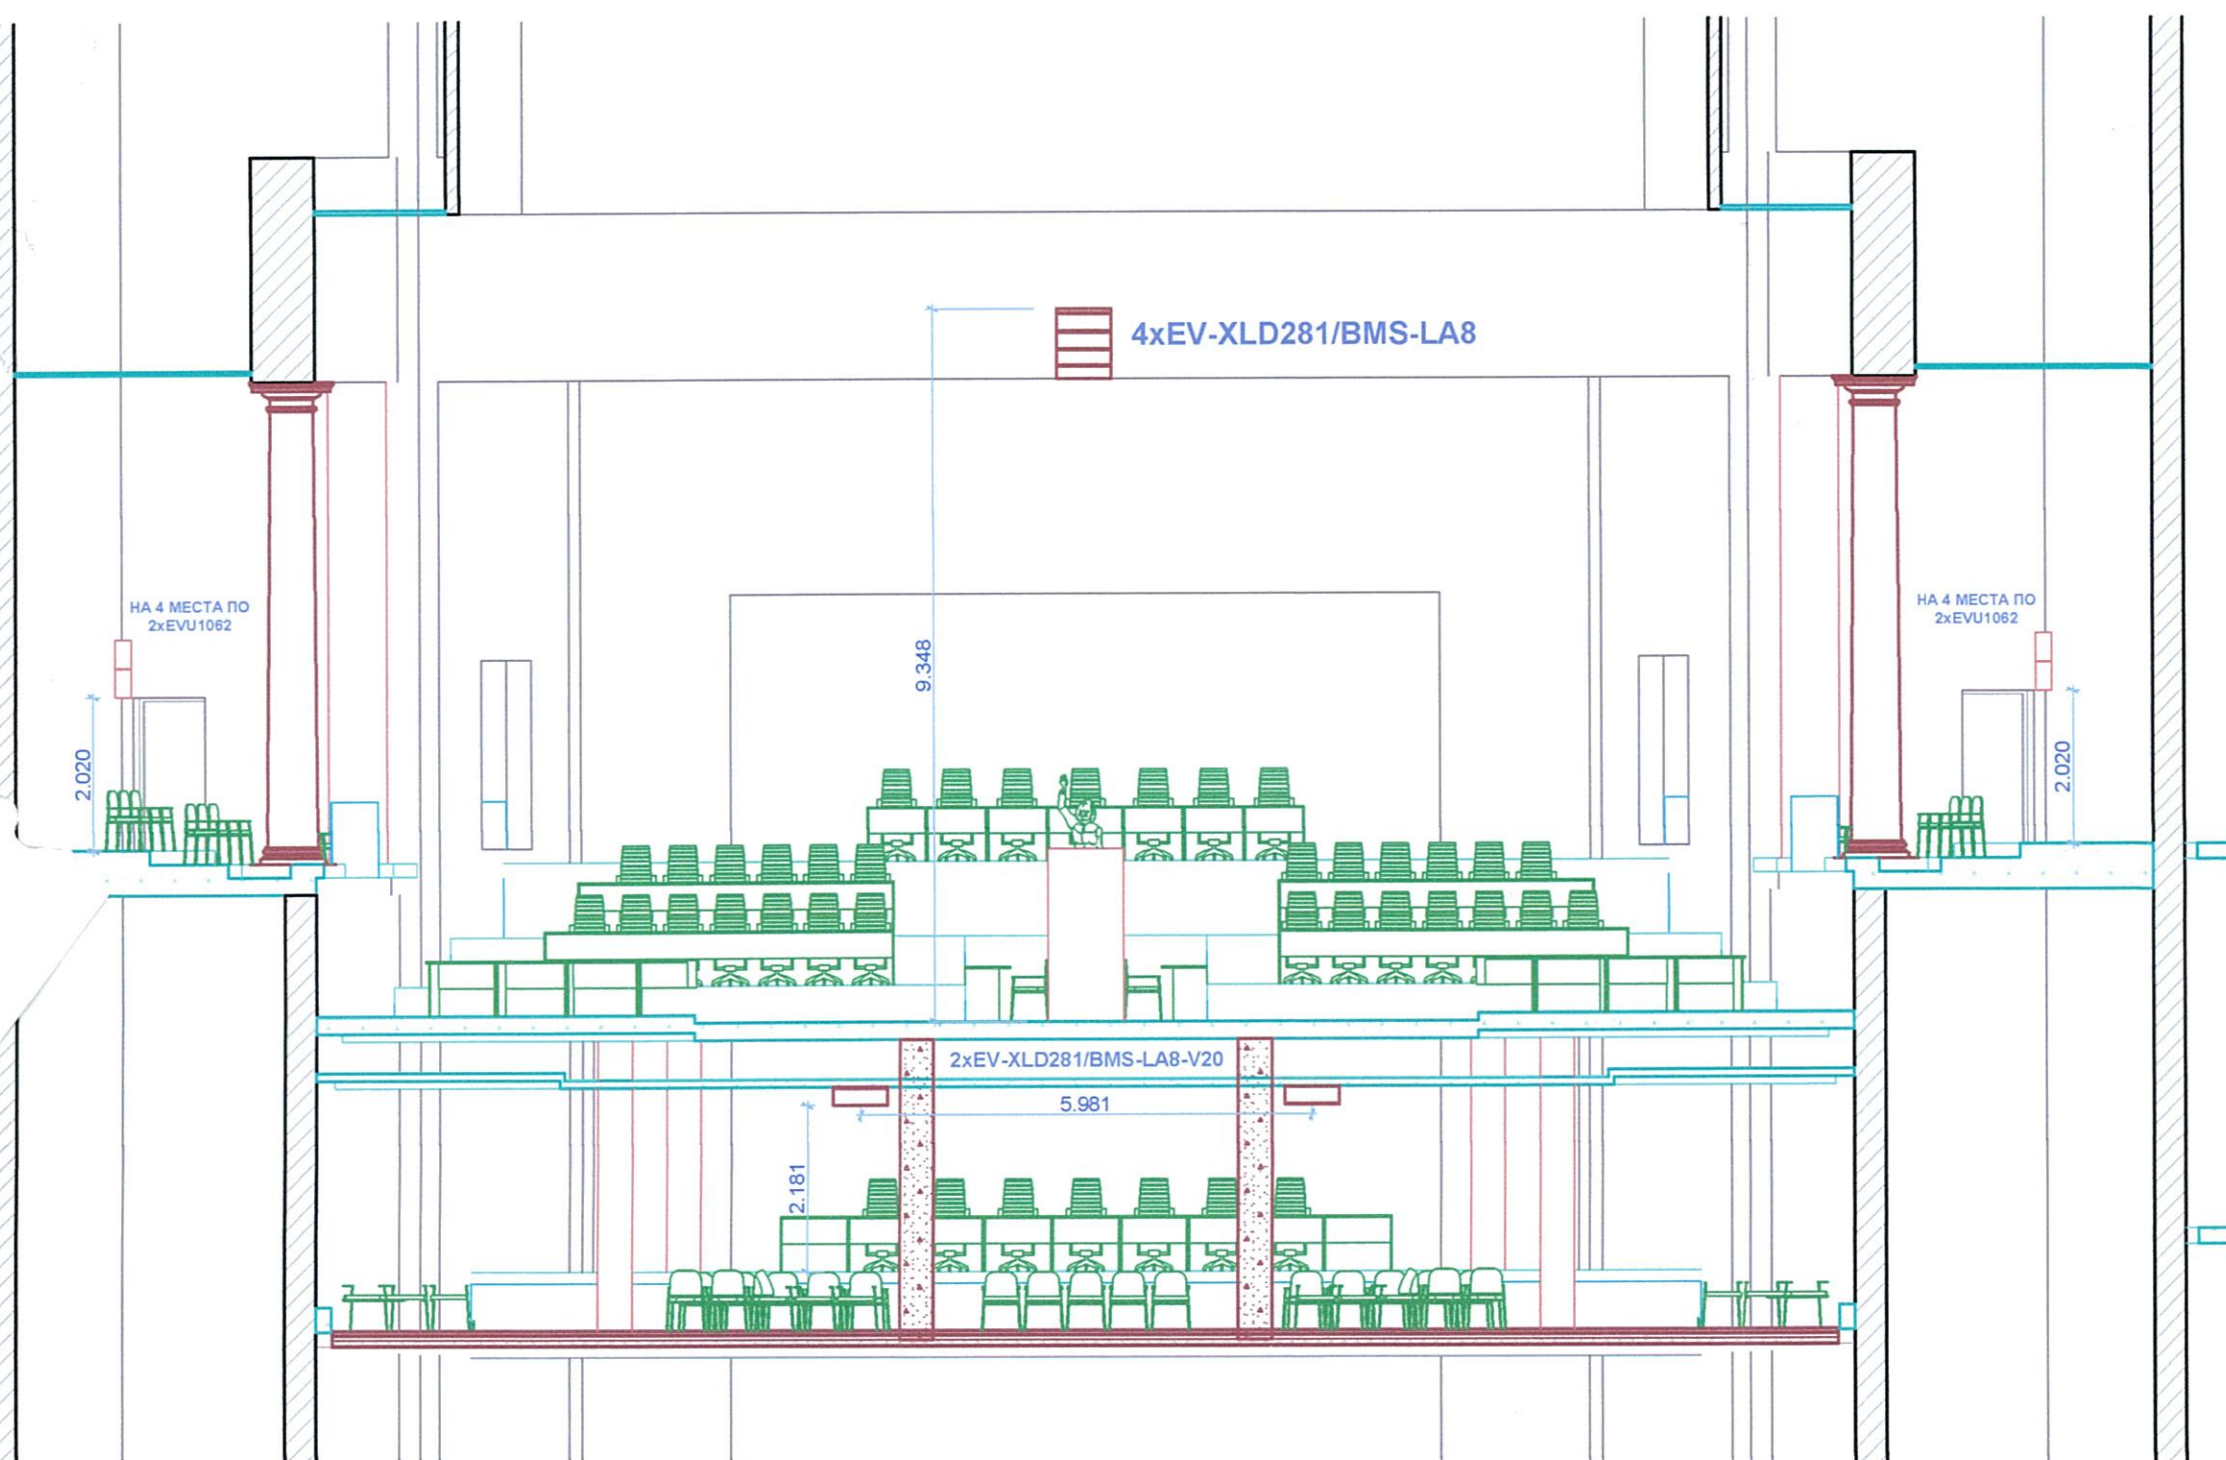 4xEV-XLD281/BMS-LA8
НА 4 МЕСТА ПО
2xEVU1062
НА 4 МЕСТА ПО
2xEVU1062
9.348
2.020
2.020
2xEV-XLD281/BMS-LA8-V20
5.981
2.181